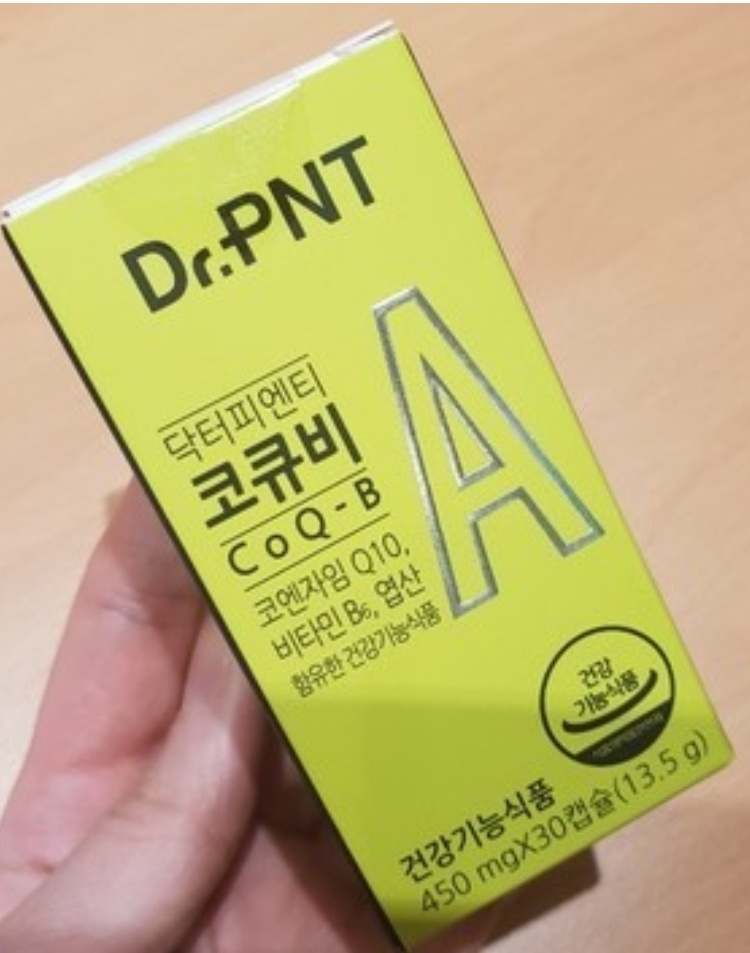 Dr.PNT
A
닥터피엔티
코큐비
CoQ-B
코엔자임 Q10,
비타민 B₆, 엽산
함유한 건강기능식품
건강
기능식품
건강기능식품
450 mgX30캡슐(13.5 g)